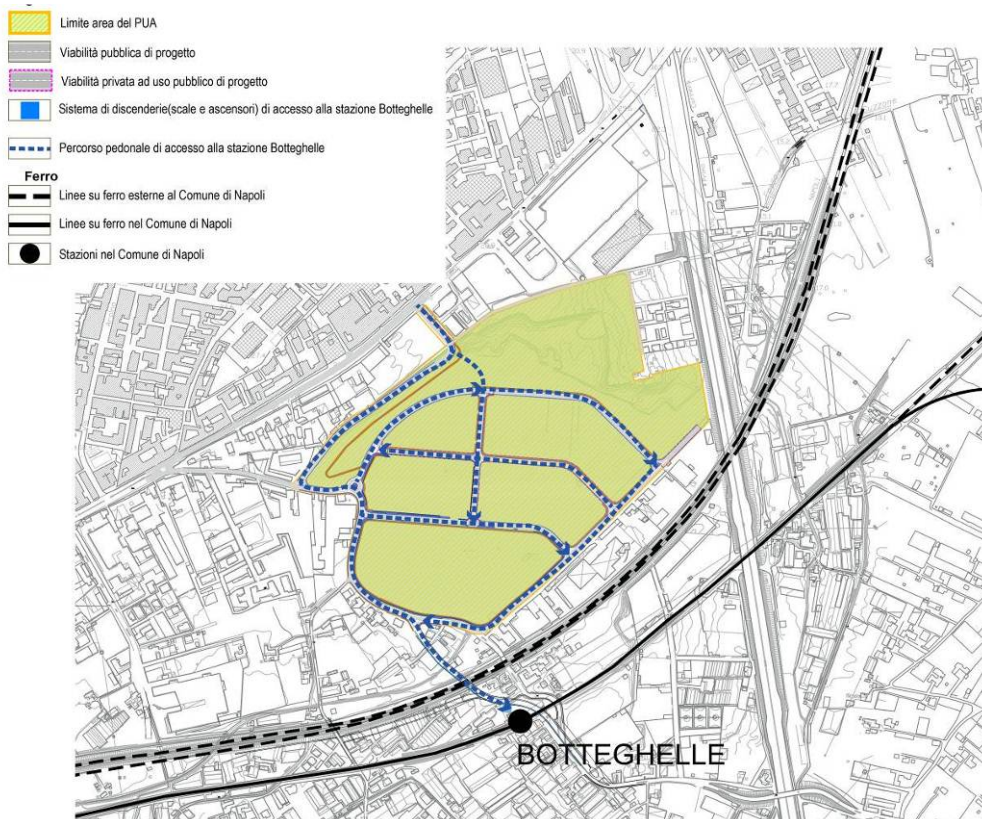 Limite area del PUA
Viabilità pubblica di progetto
Viabilità privata ad uso pubblico di progetto
Sistema di discenderie(scale e ascensori) di accesso alla stazione Botteghelle
Percorso pedonale di accesso alla stazione Botteghelle
Ferro
Linee su ferro esterne al Comune di Napoli
Linee su ferro nel Comune di Napoli
Stazioni nel Comune di Napoli
BOTTEGHELLE